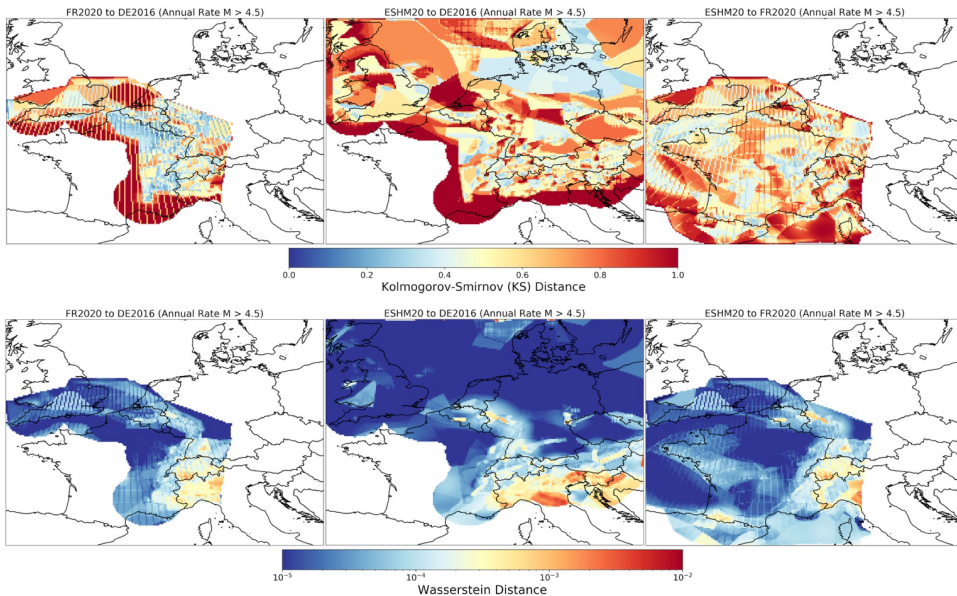 FR2020 to DE2016 (Annual Rate M > 4.5)
ESHM20 to DE2016 (Annual Rate M > 4.5)
ESHM20 to FR2020 (Annual Rate M > 4.5)
0.0 0.2 0.4 0.6 0.8 1.0
Kolmogorov-Smirnov (KS) Distance
FR2020 to DE2016 (Annual Rate M > 4.5)
ESHM20 to DE2016 (Annual Rate M > 4.5)
ESHM20 to FR2020 (Annual Rate M > 4.5)
10⁻⁵ 10⁻⁴ 10⁻³ 10⁻²
Wasserstein Distance